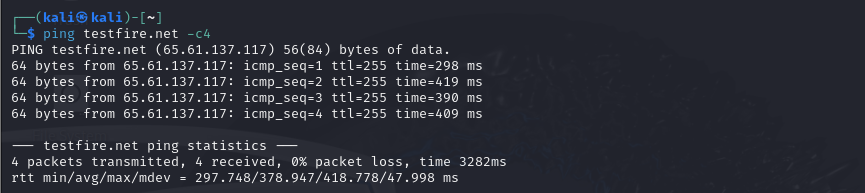 ┌──(kali㉿kali)-[~]
└─$ ping testfire.net -c4
PING testfire.net (65.61.137.117) 56(84) bytes of data.
64 bytes from 65.61.137.117: icmp_seq=1 ttl=255 time=298 ms
64 bytes from 65.61.137.117: icmp_seq=2 ttl=255 time=419 ms
64 bytes from 65.61.137.117: icmp_seq=3 ttl=255 time=390 ms
64 bytes from 65.61.137.117: icmp_seq=4 ttl=255 time=409 ms

--- testfire.net ping statistics ---
4 packets transmitted, 4 received, 0% packet loss, time 3282ms
rtt min/avg/max/mdev = 297.748/378.947/418.778/47.998 ms